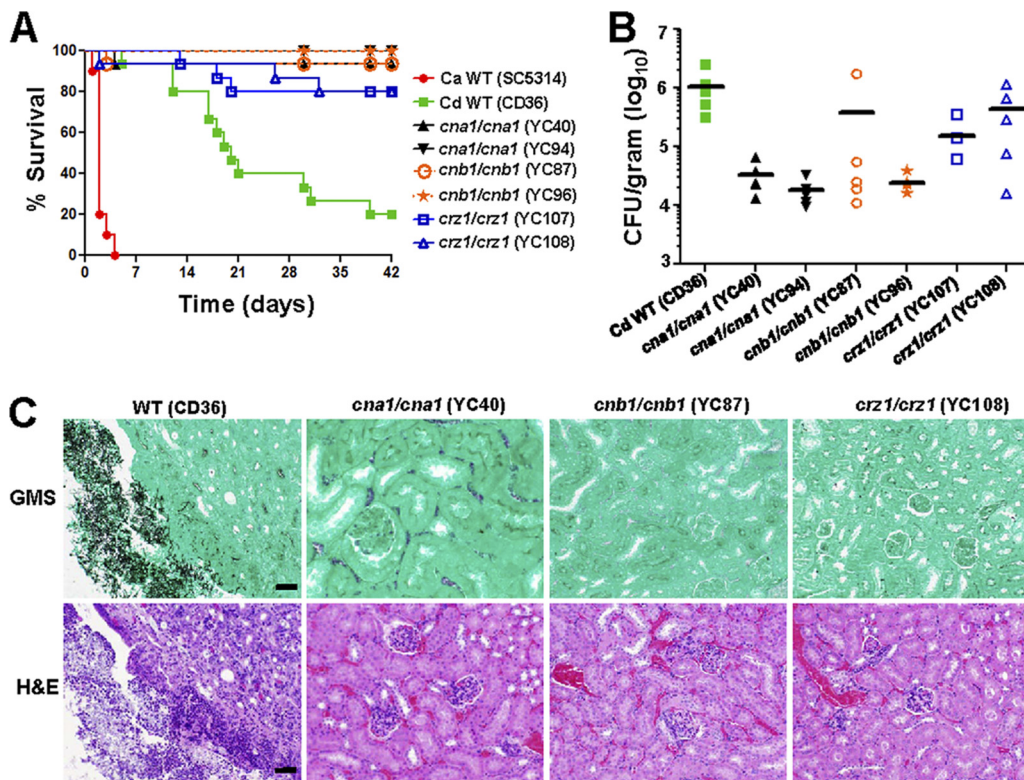 A
% Survival
100
80
60
40
20
0
0 7 14 21 28 35 42
Time (days)
Ca WT (SC5314)
Cd WT (CD36)
cna1/cna1 (YC40)
cna1/cna1 (YC94)
cnb1/cnb1 (YC87)
cnb1/cnb1 (YC96)
crz1/crz1 (YC107)
crz1/crz1 (YC108)
B
CFU/gram (log10)
7
6
5
4
3
Cd WT (CD36)
cna1/cna1 (YC40)
cna1/cna1 (YC94)
cnb1/cnb1 (YC87)
cnb1/cnb1 (YC96)
crz1/crz1 (YC107)
crz1/crz1 (YC108)
C
WT (CD36) cna1/cna1 (YC40) cnb1/cnb1 (YC87) crz1/crz1 (YC108)
GMS
H&E